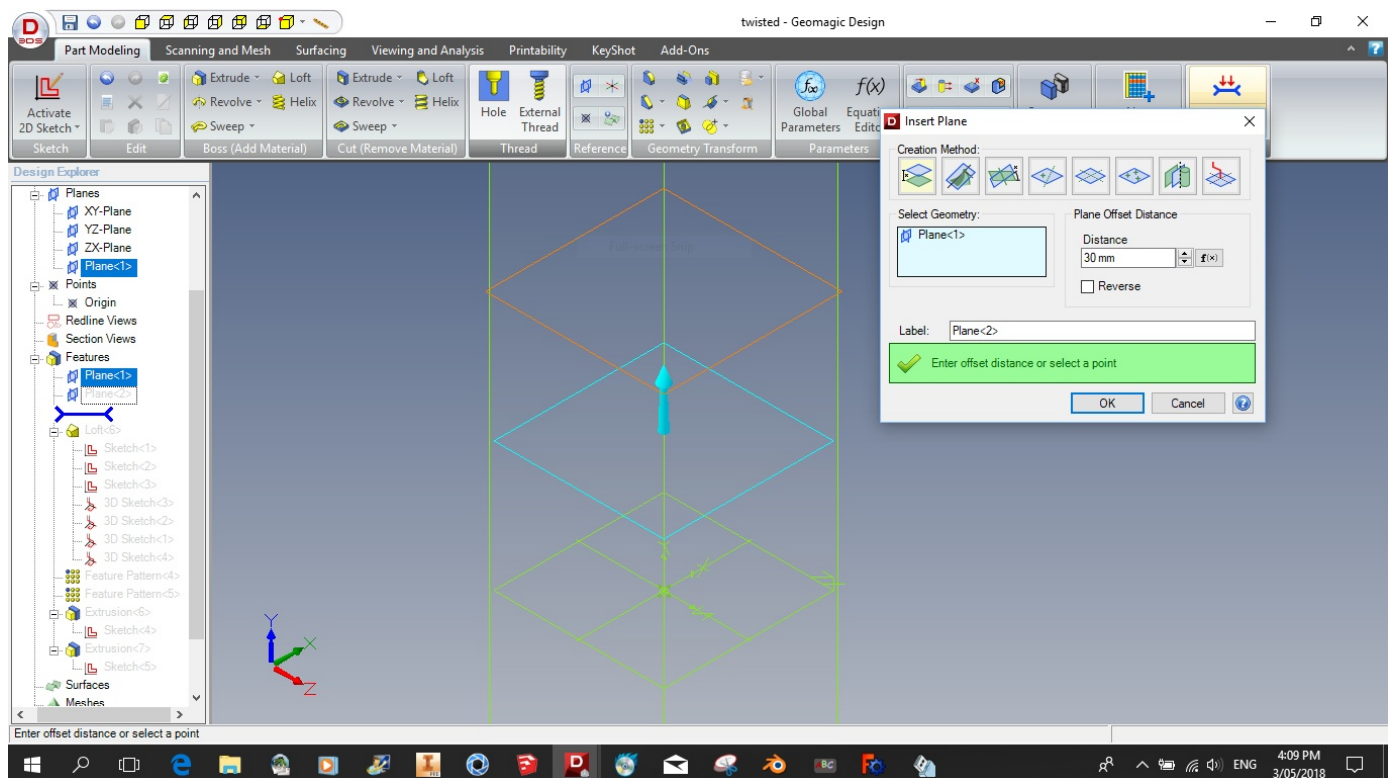 twisted - Geomagic Design
D
3DS
Part Modeling Scanning and Mesh Surfacing Viewing and Analysis Printability KeyShot Add-Ons
Activate
2D Sketch
Sketch
Edit
Extrude Loft
Revolve Helix
Sweep
Boss (Add Material)
Extrude Loft
Revolve Helix
Sweep
Cut (Remove Material)
Hole External
Thread
Thread
Reference
Geometry Transform
f(x)
Global
Parameters
Parameters
Design Explorer
Planes
XY-Plane
YZ-Plane
ZX-Plane
Plane<1>
Points
Origin
Redline Views
Section Views
Features
Plane<1>
Plane<2>
Loft<6>
Sketch<1>
Sketch<2>
Sketch<3>
3D Sketch<3>
3D Sketch<2>
3D Sketch<1>
3D Sketch<4>
Feature Pattern<4>
Feature Pattern<5>
Extrusion<6>
Sketch<4>
Extrusion<7>
Sketch<5>
Surfaces
Meshes
Y
X
Z
Insert Plane
Creation Method:
Select Geometry:
Plane<1>
Plane Offset Distance
Distance
30 mm
f(x)
Reverse
Label: Plane<2>
Enter offset distance or select a point
OK Cancel
Enter offset distance or select a point
ENG
4:09 PM
3/05/2018